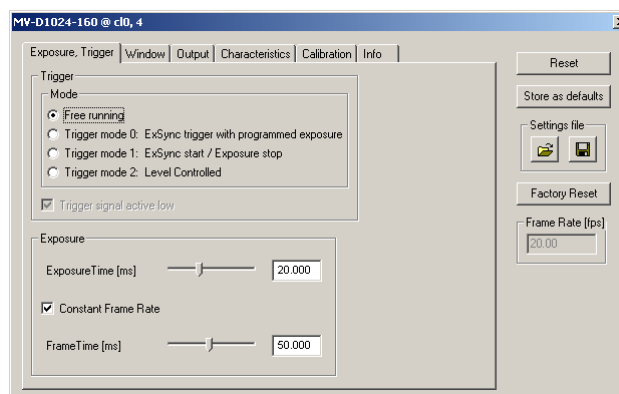 MV-D1024-160 @ cl0, 4
Exposure, Trigger
Window
Output
Characteristics
Calibration
Info
Trigger
Mode
Free running
Trigger mode 0: ExSync trigger with programmed exposure
Trigger mode 1: ExSync start / Exposure stop
Trigger mode 2: Level Controlled
Trigger signal active low
Exposure
ExposureTime [ms]
20.000
Constant Frame Rate
FrameTime [ms]
50.000
Reset
Store as defaults
Settings file
Factory Reset
Frame Rate [fps]
20.00